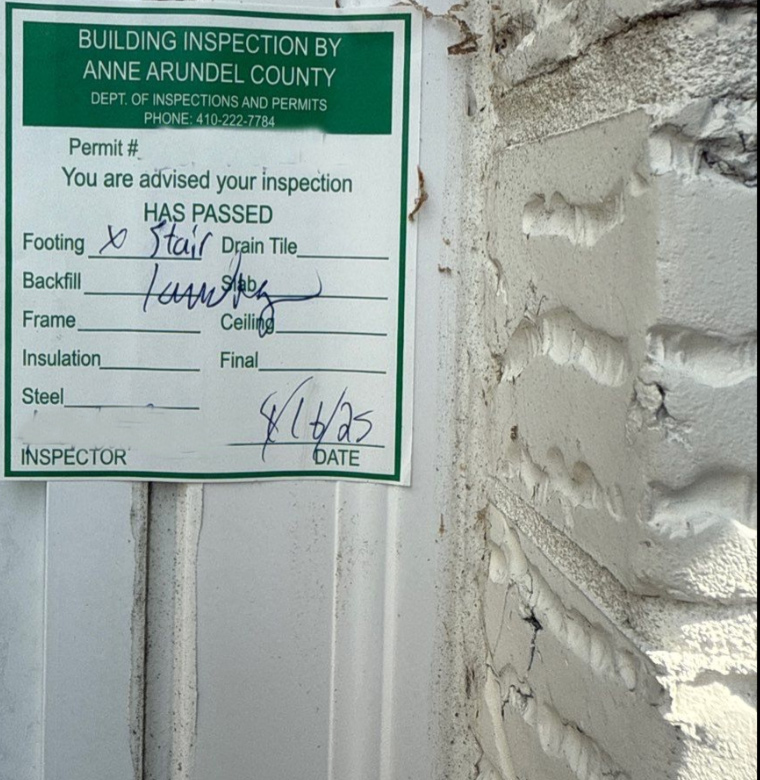 BUILDING INSPECTION BY
ANNE ARUNDEL COUNTY
DEPT. OF INSPECTIONS AND PERMITS
PHONE: 410-222-7784
Permit #
You are advised your inspection
HAS PASSED
Footing X Stair Drain Tile
Backfill Slab
Frame Ceiling
Insulation Final
Steel
INSPECTOR DATE